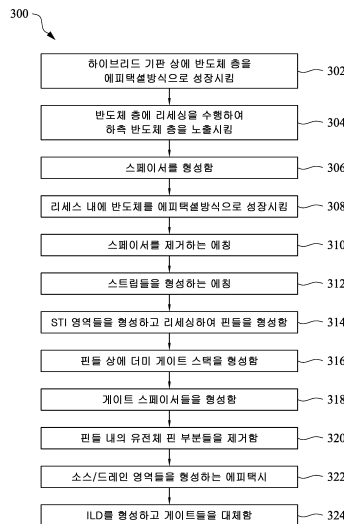 300
하이브리드 기판 상에 반도체 층을
에피택셜방식으로 성장시킴
302
반도체 층에 리세싱을 수행하여
하측 반도체 층을 노출시킴
304
스페이서를 형성함
306
리세스 내에 반도체를 에피택셜방식으로 성장시킴
308
스페이서를 제거하는 에칭
310
스트립들을 형성하는 에칭
312
STI 영역들을 형성하고 리세싱하여 핀들을 형성함
314
핀들 상에 더미 게이트 스택을 형성함
316
게이트 스페이서들을 형성함
318
핀들 내의 유전체 핀 부분들을 제거함
320
소스/드레인 영역들을 형성하는 에피택시
322
ILD를 형성하고 게이트들을 대체함
324